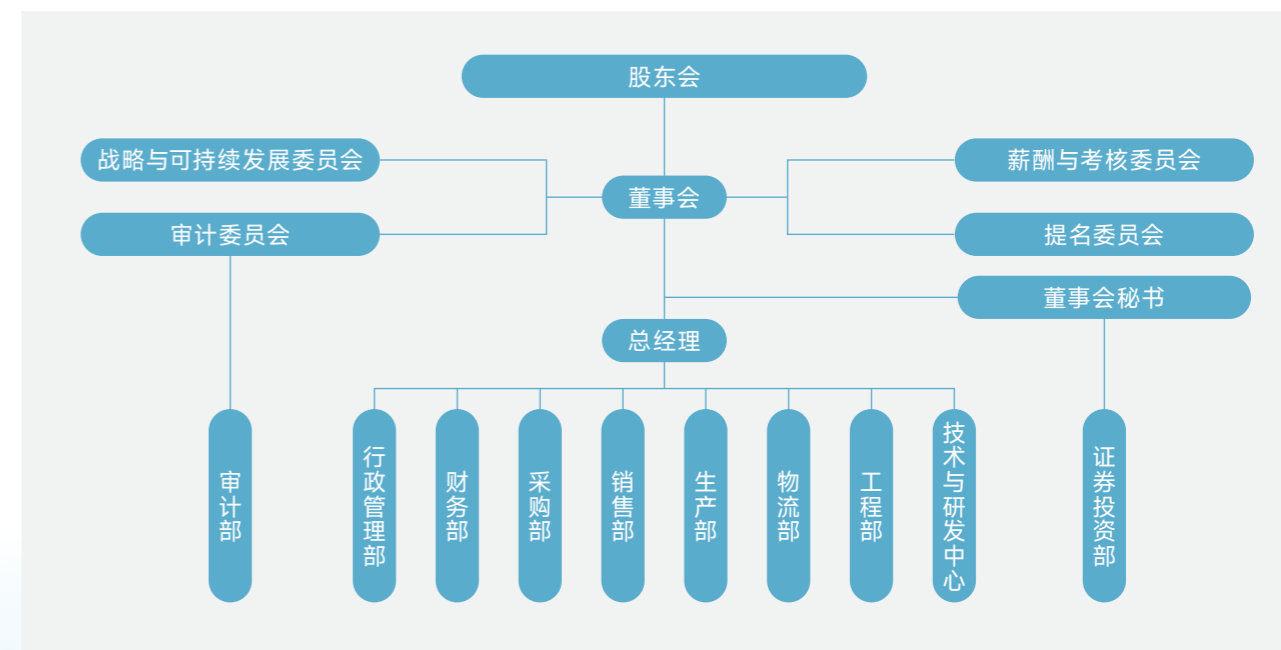 股东会
战略与可持续发展委员会
薪酬与考核委员会
董事会
审计委员会
提名委员会
董事会秘书
总经理
审计部
行政管理部
财务部
采购部
销售部
生产部
物流部
工程部
技术与研发中心
证券投资部